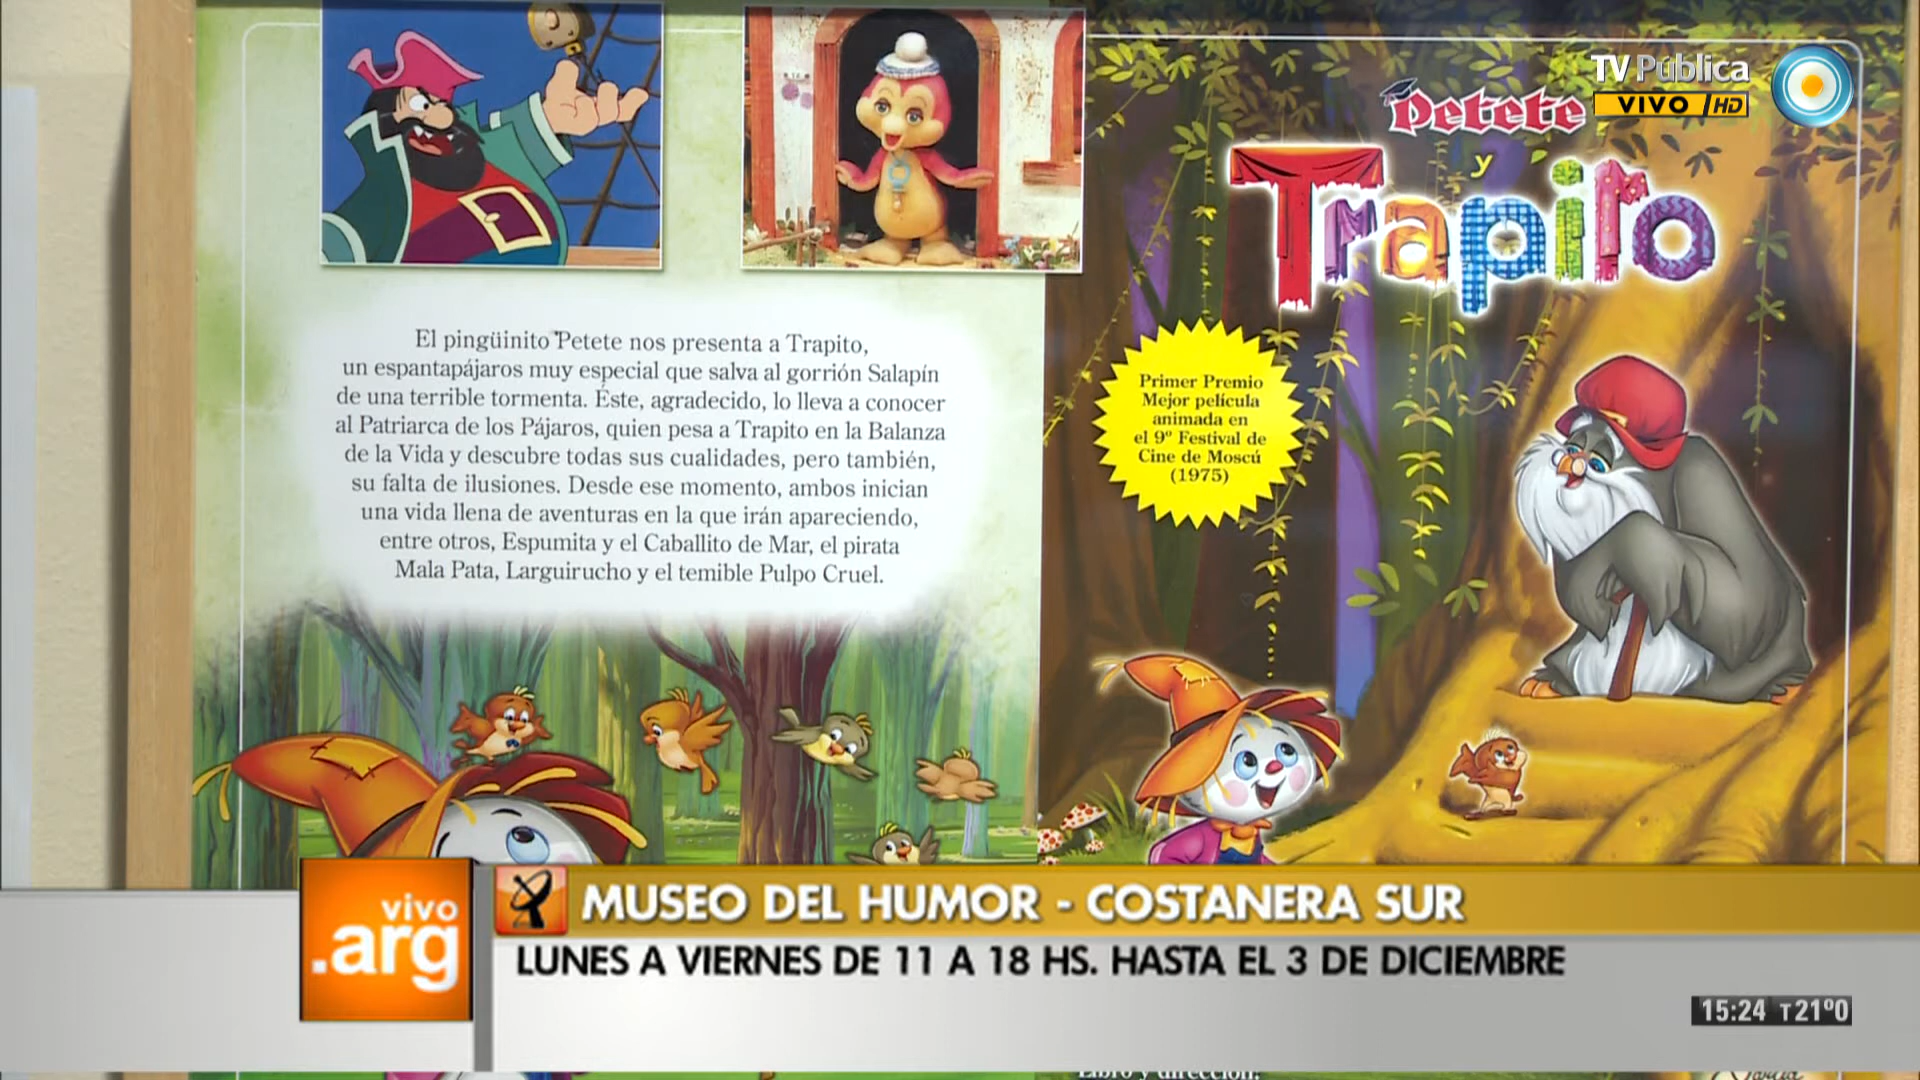 TV Pública
VIVO HD
Petete
y
Trapito
El pingüinito Petete nos presenta a Trapito,
un espantapájaros muy especial que salva al gorrión Salapín
de una terrible tormenta. Éste, agradecido, lo lleva a conocer
al Patriarca de los Pájaros, quien pesa a Trapito en la Balanza
de la Vida y descubre todas sus cualidades, pero también,
su falta de ilusiones. Desde ese momento, ambos inician
una vida llena de aventuras en la que irán apareciendo,
entre otros, Espumita y el Caballito de Mar, el pirata
Mala Pata, Larguirucho y el temible Pulpo Cruel.
Primer Premio
Mejor película
animada en
el 9º Festival de
Cine de Moscú
(1975)
vivo
.arg
MUSEO DEL HUMOR - COSTANERA SUR
LUNES A VIERNES DE 11 A 18 HS. HASTA EL 3 DE DICIEMBRE
15:24 T21º0
Libro y dirección:
García